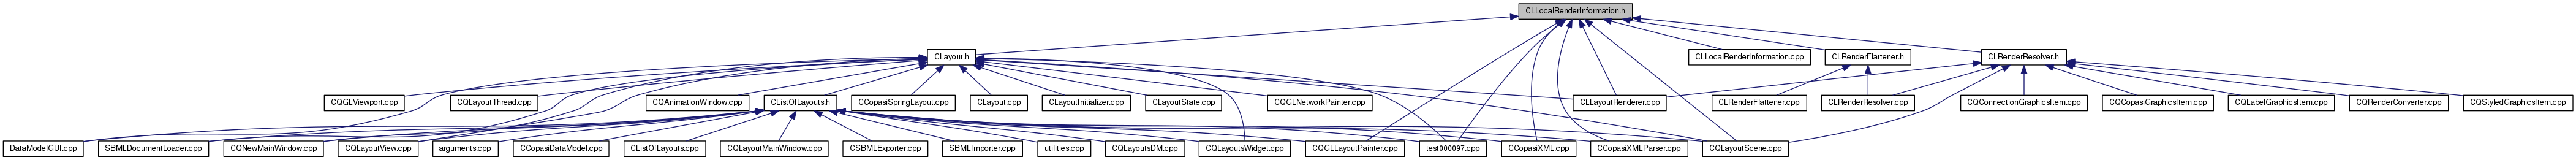 CLLocalRenderInformation.h
CLayout.h
CLLocalRenderInformation.cpp
CLRenderFlattener.h
CLRenderResolver.h
CQGLViewport.cpp
CQLayoutThread.cpp
CQAnimationWindow.cpp
CListOfLayouts.h
CCopasiSpringLayout.cpp
CLayout.cpp
CLayoutInitializer.cpp
CLayoutState.cpp
CQGLNetworkPainter.cpp
CLLayoutRenderer.cpp
CLRenderFlattener.cpp
CLRenderResolver.cpp
CQConnectionGraphicsItem.cpp
CQCopasiGraphicsItem.cpp
CQLabelGraphicsItem.cpp
CQRenderConverter.cpp
CQStyledGraphicsItem.cpp
DataModelGUI.cpp
SBMLDocumentLoader.cpp
CQNewMainWindow.cpp
CQLayoutView.cpp
arguments.cpp
CCopasiDataModel.cpp
CListOfLayouts.cpp
CQLayoutMainWindow.cpp
CSBMLExporter.cpp
SBMLImporter.cpp
utilities.cpp
CQLayoutsDM.cpp
CQLayoutsWidget.cpp
CQGLLayoutPainter.cpp
test000097.cpp
CCopasiXML.cpp
CCopasiXMLParser.cpp
CQLayoutScene.cpp